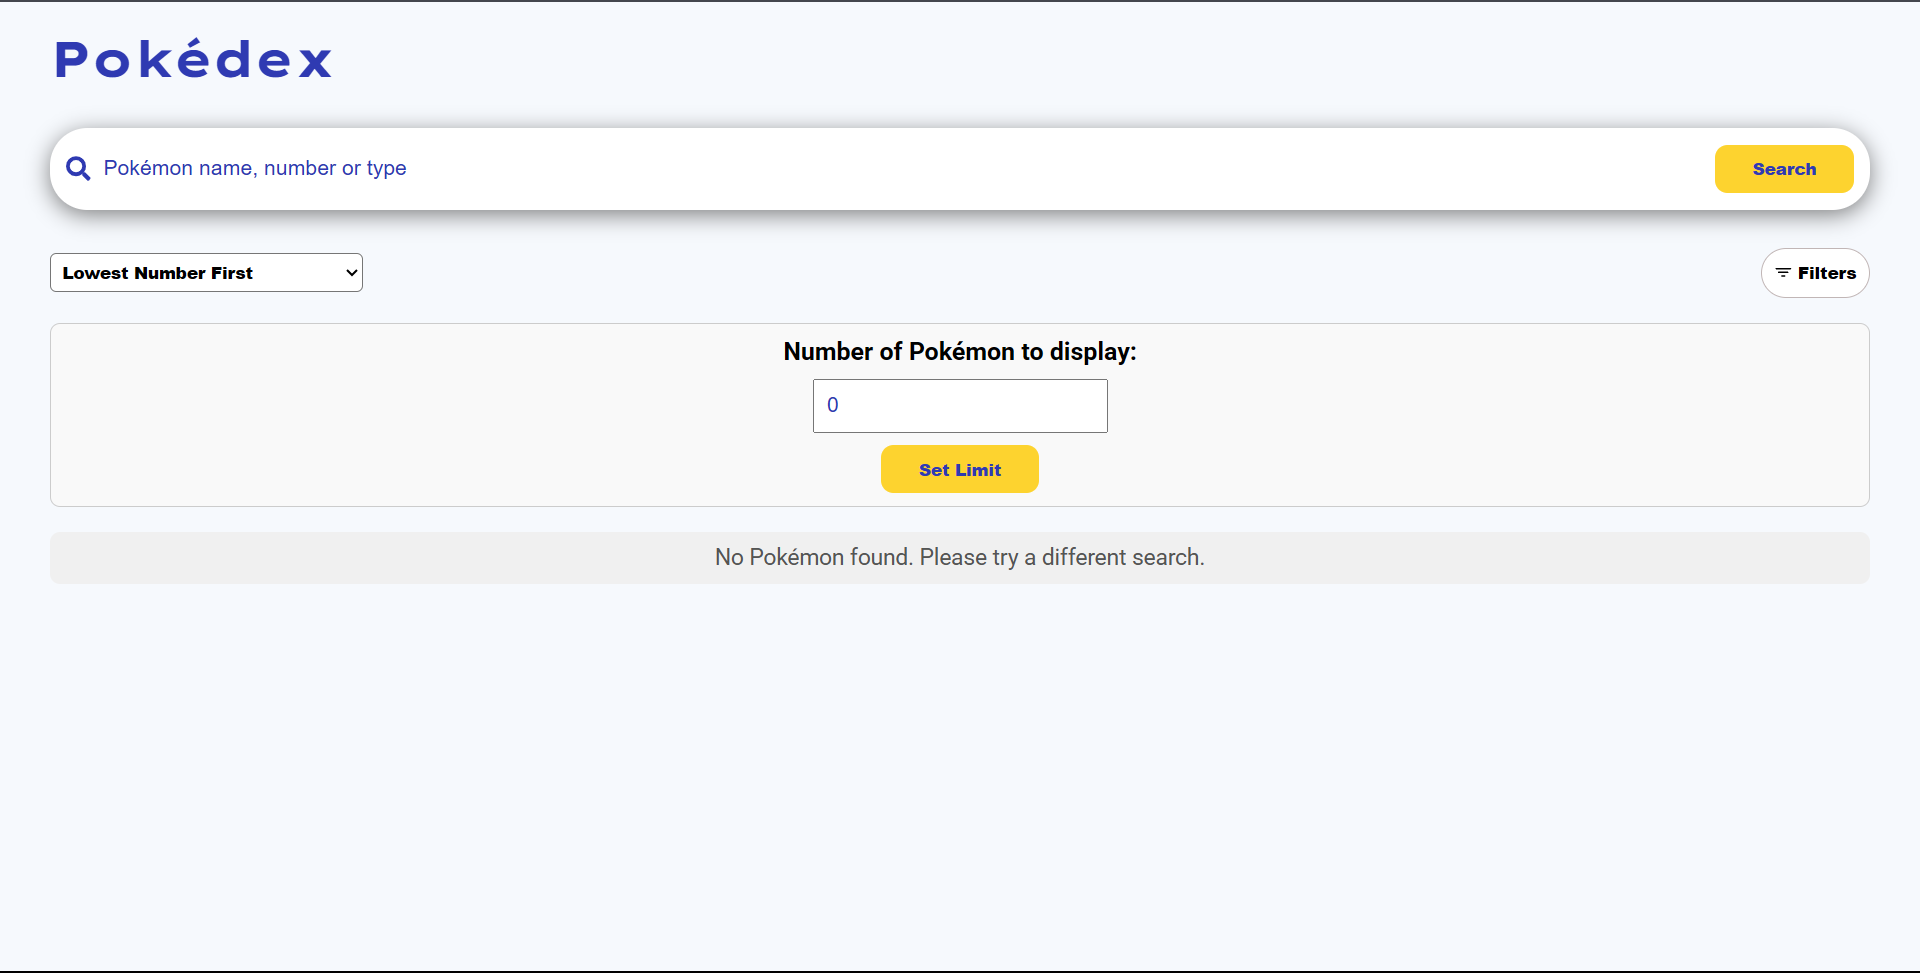 Pokédex
Pokémon name, number or type
Search
Lowest Number First
Filters
Number of Pokémon to display:
0
Set Limit
No Pokémon found. Please try a different search.